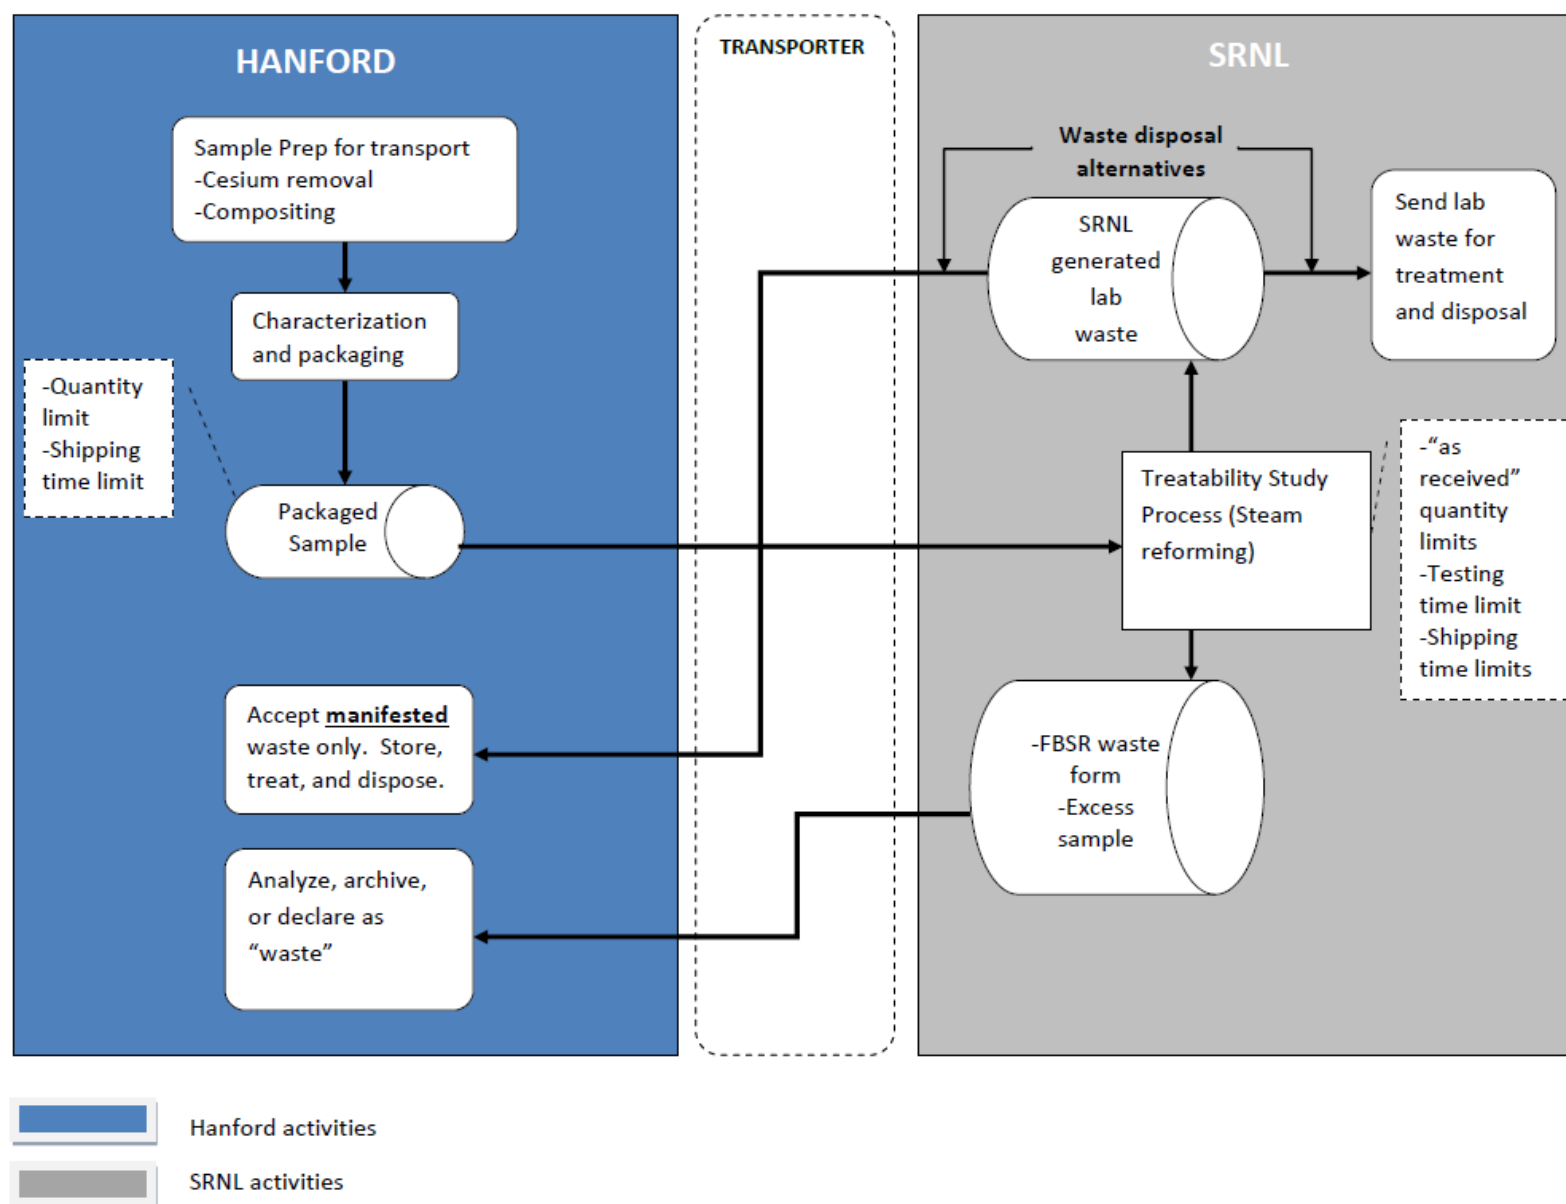 HANFORD
Sample Prep for transport
-Cesium removal
-Compositing
Characterization
and packaging
-Quantity
limit
-Shipping
time limit
Packaged
Sample
Accept manifested
waste only.  Store,
treat, and dispose.
Analyze, archive,
or declare as
“waste”
TRANSPORTER
SRNL
Waste disposal
alternatives
SRNL
generated
lab
waste
Send lab
waste for
treatment
and disposal
Treatability Study
Process (Steam
reforming)
-“as
received”
quantity
limits
-Testing
time limit
-Shipping
time limits
-FBSR waste
form
-Excess
sample
Hanford activities
SRNL activities